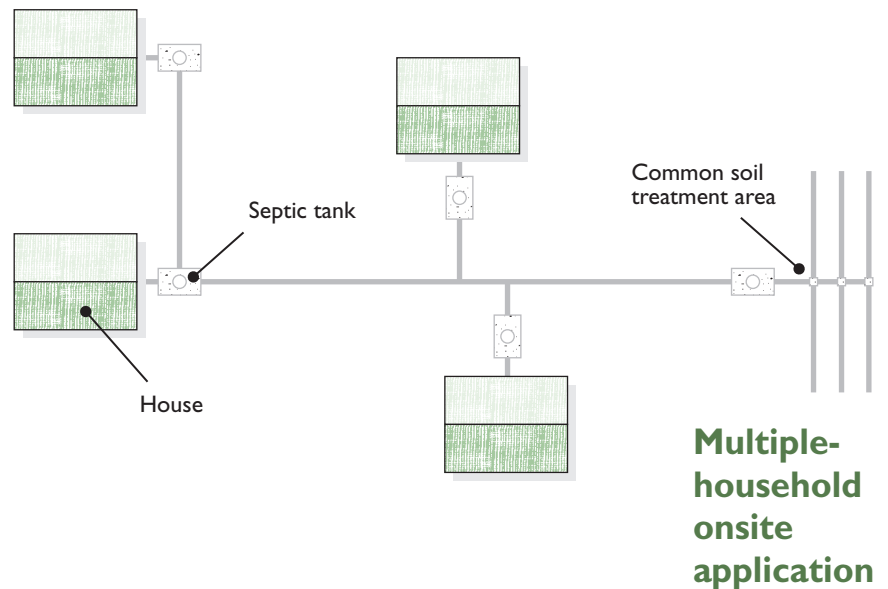 Common soil
treatment area
Septic tank
House
Multiple-
household
onsite
application